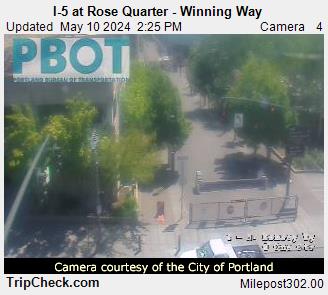 I-5 at Rose Quarter - Winning Way
Updated May 10 2024 2:25 PM Camera 4
PBOT
PORTLAND BUREAU OF TRANSPORTATION
Camera courtesy of the City of Portland
TripCheck.com Milepost302.00